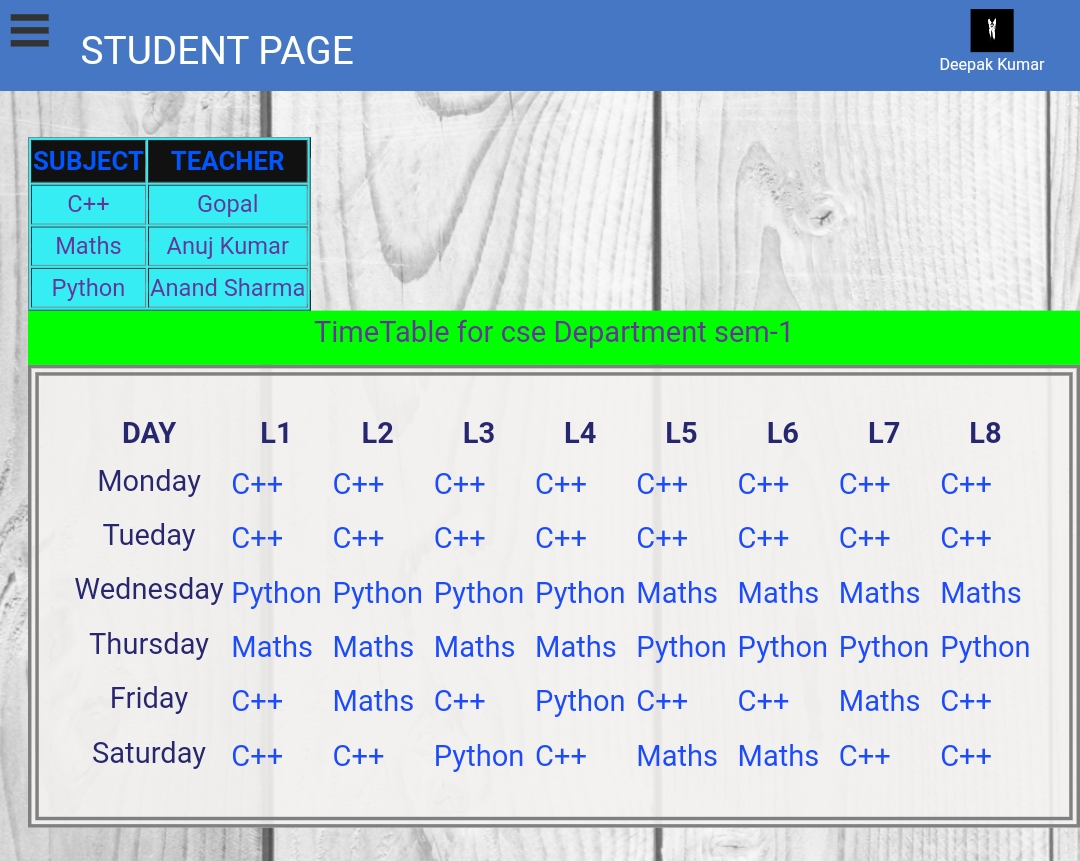 STUDENT PAGE
Deepak Kumar
SUBJECT TEACHER
C++ Gopal
Maths Anuj Kumar
Python Anand Sharma
TimeTable for cse Department sem-1
DAY L1 L2 L3 L4 L5 L6 L7 L8
Monday C++ C++ C++ C++ C++ C++ C++ C++
Tueday C++ C++ C++ C++ C++ C++ C++ C++
Wednesday Python Python Python Python Maths Maths Maths Maths
Thursday Maths Maths Maths Maths Python Python Python Python
Friday C++ Maths C++ Python C++ C++ Maths C++
Saturday C++ C++ Python C++ Maths Maths C++ C++